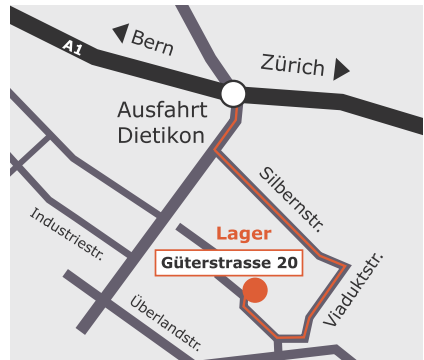 A1
Bern
Zürich
Ausfahrt
Dietikon
Silbernstr.
Industriestr.
Lager
Güterstrasse 20
Viaduktstr.
Überlandstr.